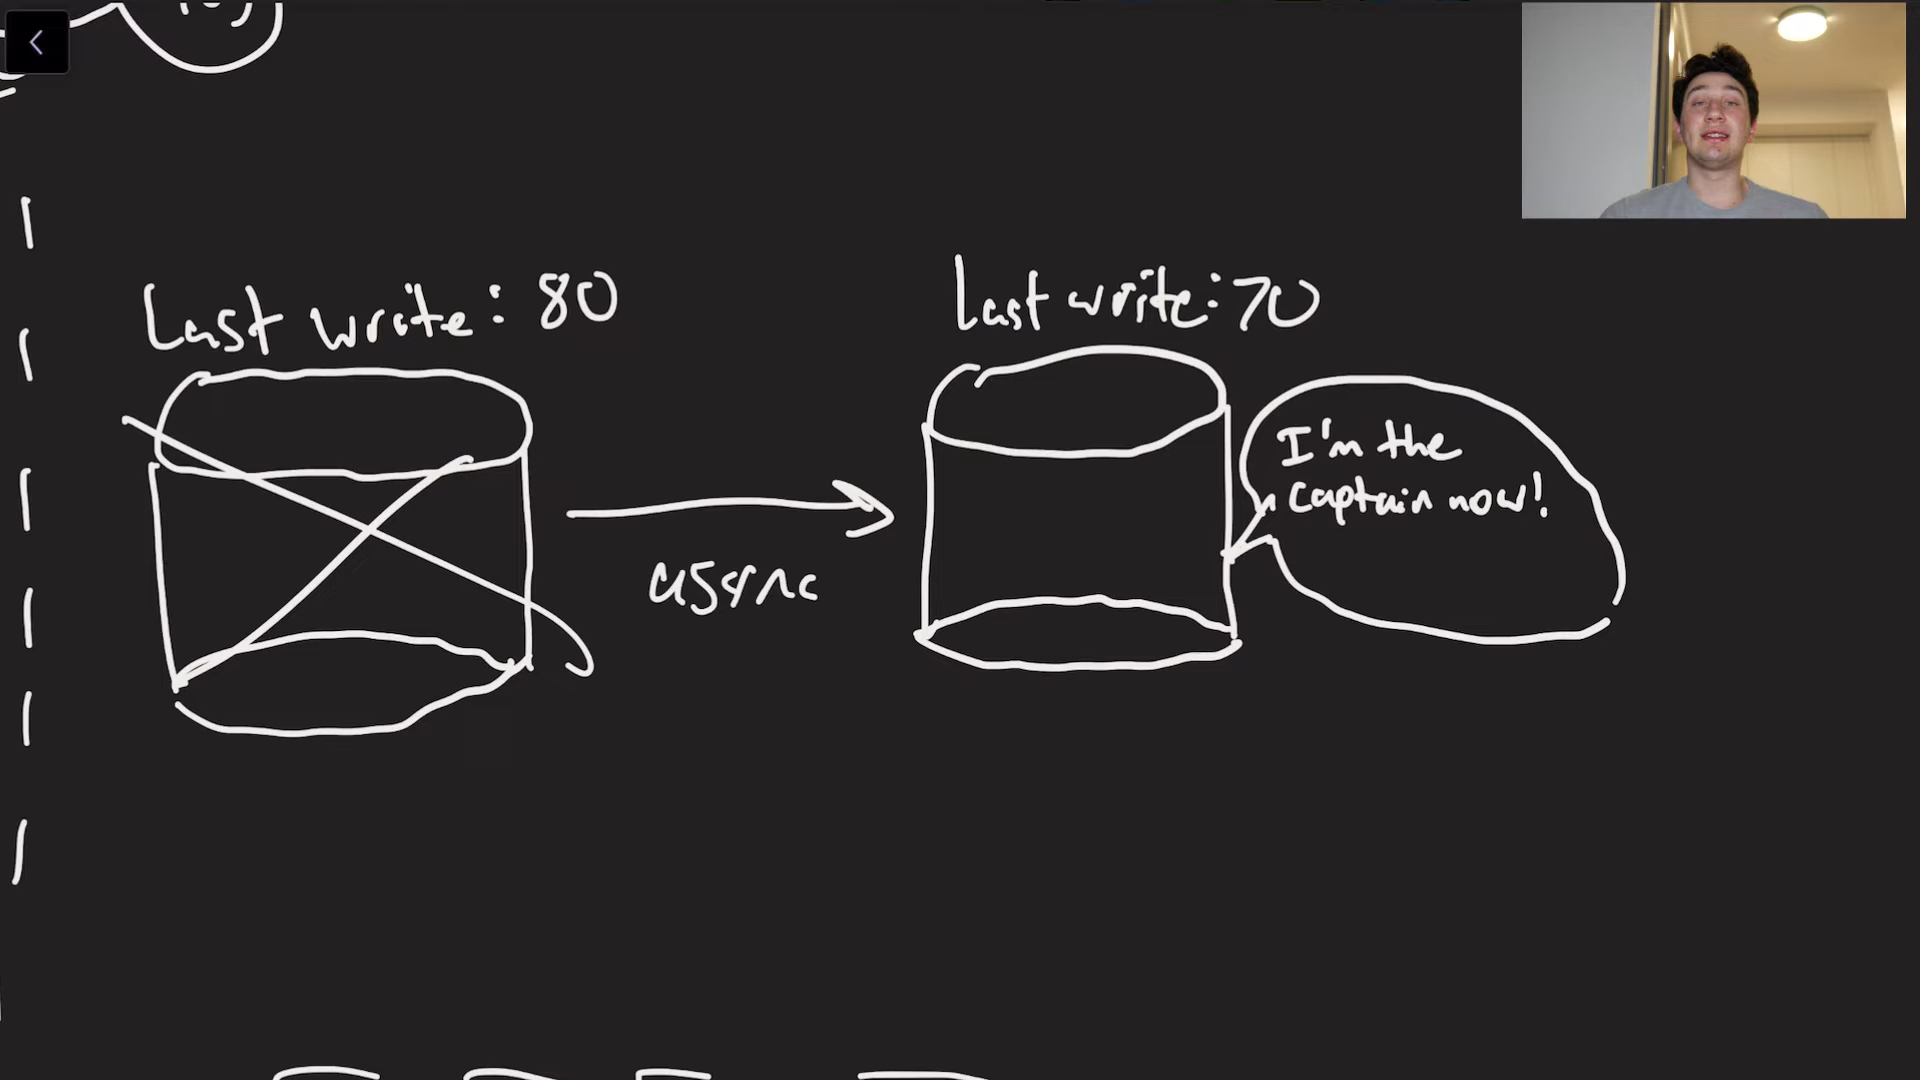 Last write: 80
Last write: 70
I'm the
captain now!
async